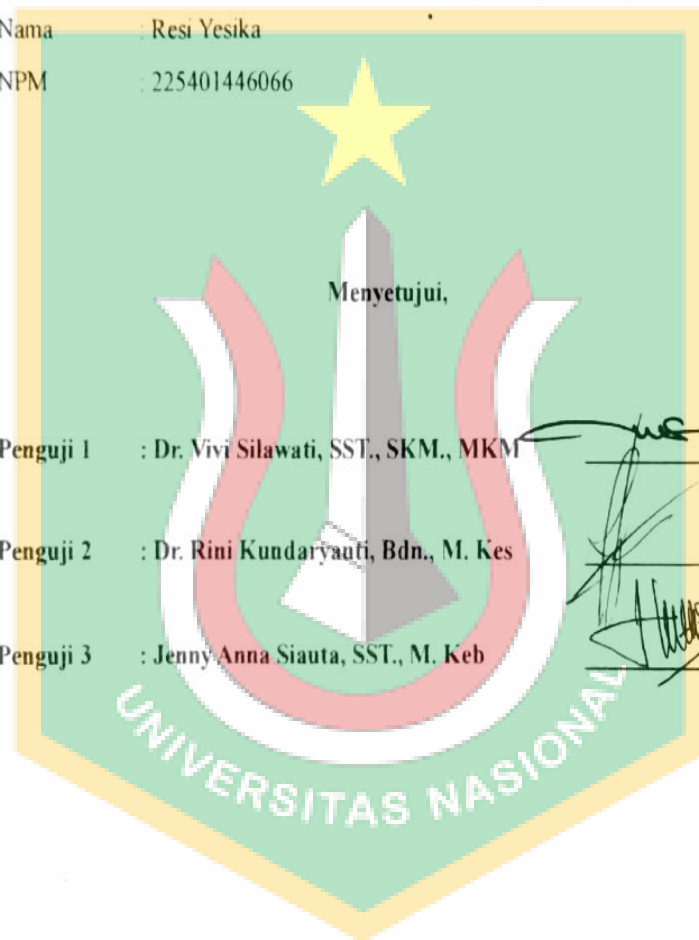 Nama : Resi Yesika
NPM : 225401446066
Menyetujui,
Penguji 1 : Dr. Vivi Silawati, SST., SKM., MKM
Penguji 2 : Dr. Rini Kundaryanti, Bdn., M. Kes
Penguji 3 : Jenny Anna Siauta, SST., M. Keb
UNIVERSITAS NASIONAL